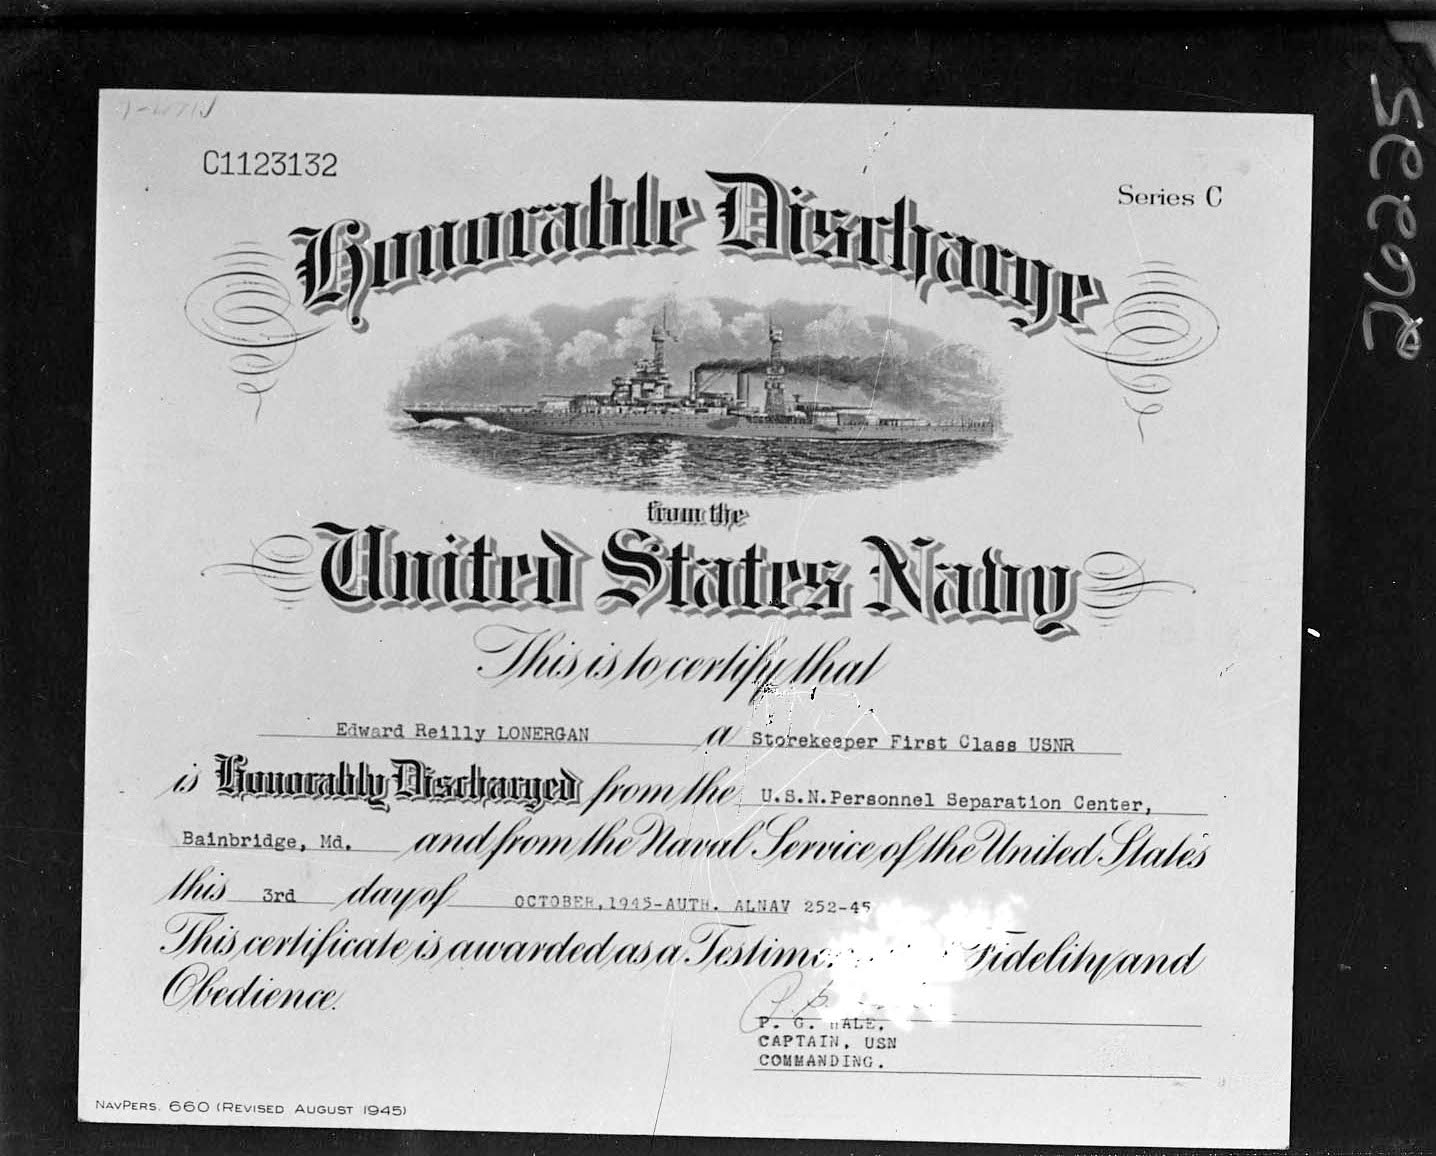 C1123132
Series C
Honorable Discharge
from the
United States Navy
This is to certify that
Edward Reilly LONERGAN a Storekeeper First Class USNR
is Honorably Discharged from the U.S.N.Personnel Separation Center,
Bainbridge, Md. and from the Naval Service of the United States
this 3rd day of OCTOBER,1945-AUTH. ALNAV 252-45
This certificate is awarded as a Fidelity and
Obedience.
P. G. HALE,
CAPTAIN, USN
COMMANDING.
NAVPERS. 660 (REVISED AUGUST 1945)